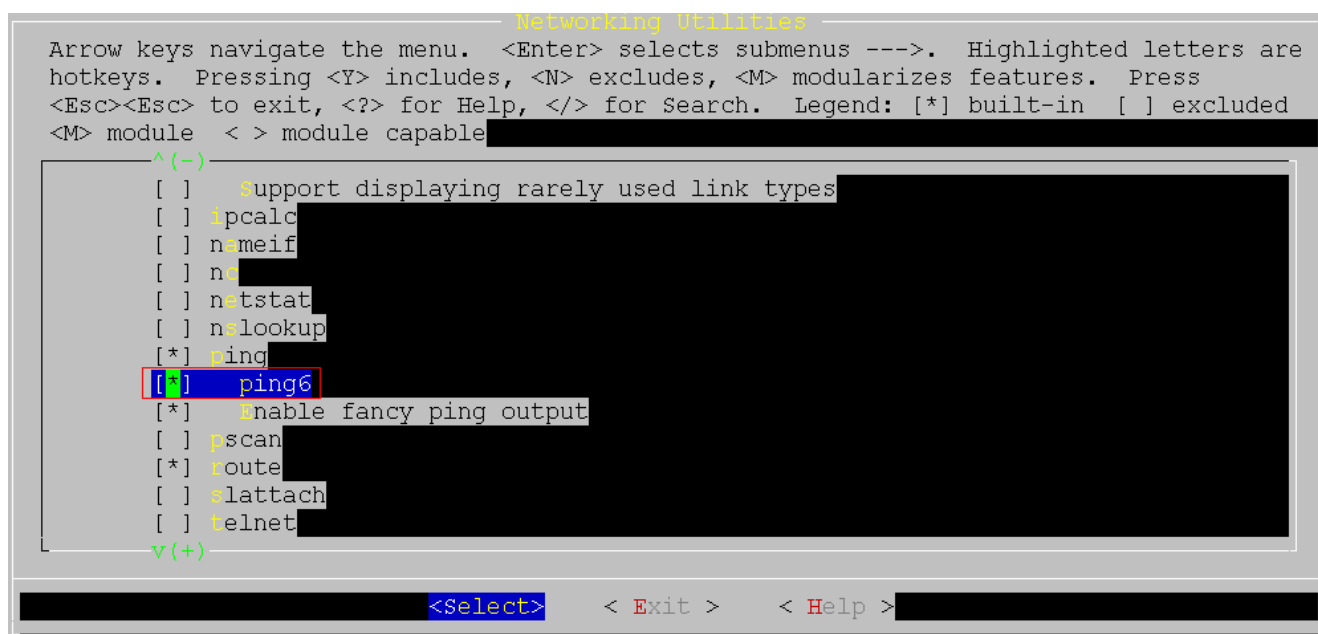 Networking Utilities
Arrow keys navigate the menu.  <Enter> selects submenus --->.  Highlighted letters are
hotkeys.  Pressing <Y> includes, <N> excludes, <M> modularizes features.  Press
<Esc><Esc> to exit, <?> for Help, </> for Search.  Legend: [*] built-in  [ ] excluded
<M> module  < > module capable
^(-)
[ ]   Support displaying rarely used link types
[ ] ipcalc
[ ] nameif
[ ] nc
[ ] netstat
[ ] nslookup
[*] ping
[*]   ping6
[*]   Enable fancy ping output
[ ] pscan
[*] route
[ ] slattach
[ ] telnet
v(+)
<Select>    < Exit >    < Help >